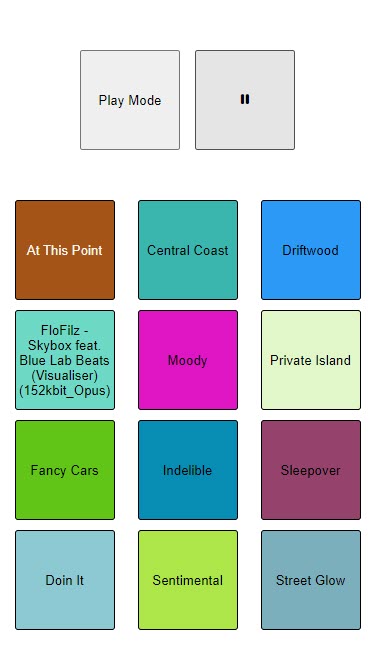 Play Mode
At This Point
Central Coast
Driftwood
FloFilz -
Skybox feat.
Blue Lab Beats
(Visualiser)
(152kbit_Opus)
Moody
Private Island
Fancy Cars
Indelible
Sleepover
Doin It
Sentimental
Street Glow